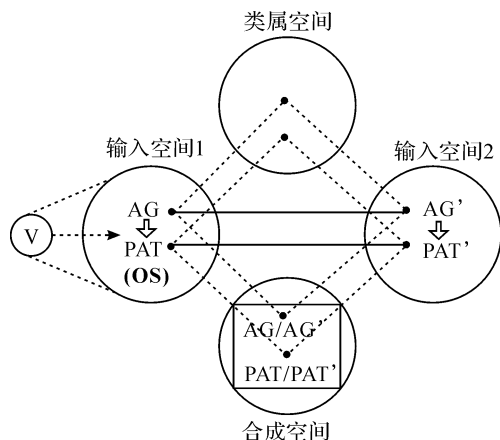 类属空间
输入空间1
输入空间2
AG
AG’
V
PAT
PAT’
(OS)
AG/AG’
PAT/PAT’
合成空间